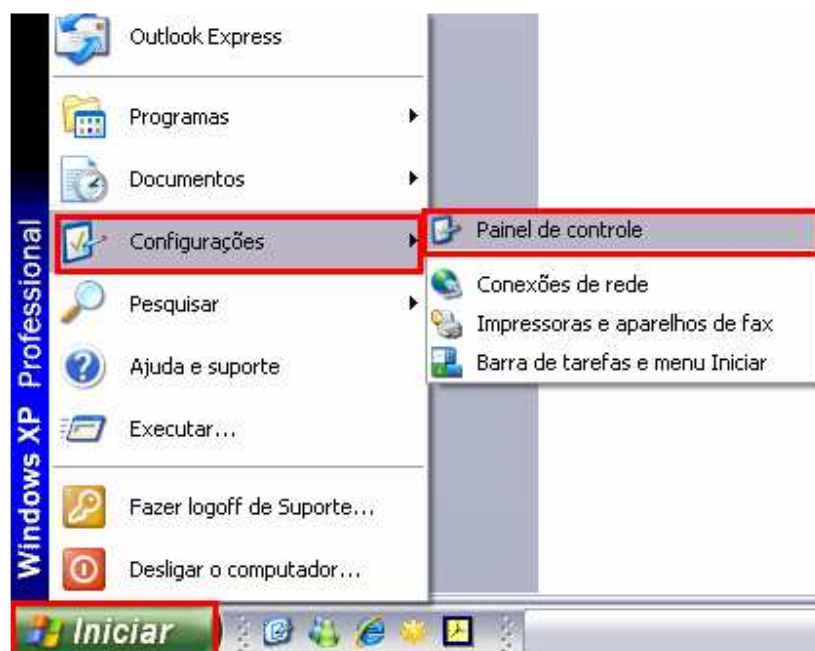 Outlook Express
Programas
Documentos
Configurações
Pesquisar
Ajuda e suporte
Executar...
Fazer logoff de Suporte...
Desligar o computador...
Painel de controle
Conexões de rede
Impressoras e aparelhos de fax
Barra de tarefas e menu Iniciar
Windows XP Professional
Iniciar